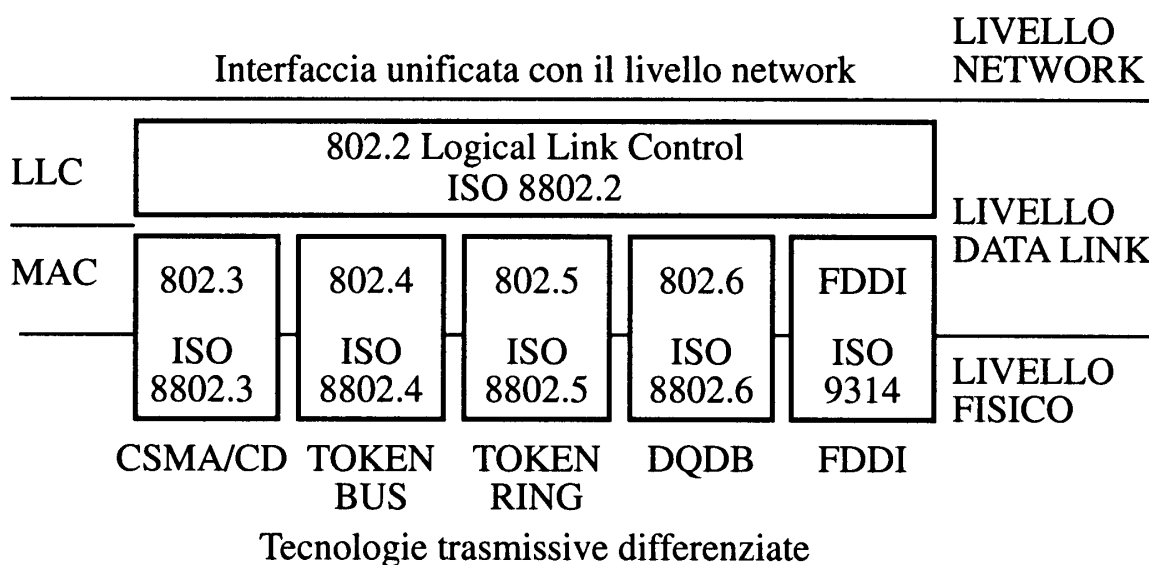 LIVELLO
NETWORK
Interfaccia unificata con il livello network
LLC
802.2 Logical Link Control
ISO 8802.2
LIVELLO
DATA LINK
MAC
802.3
ISO
8802.3
802.4
ISO
8802.4
802.5
ISO
8802.5
802.6
ISO
8802.6
FDDI
ISO
9314
LIVELLO
FISICO
CSMA/CD
TOKEN
BUS
TOKEN
RING
DQDB
FDDI
Tecnologie trasmissive differenziate